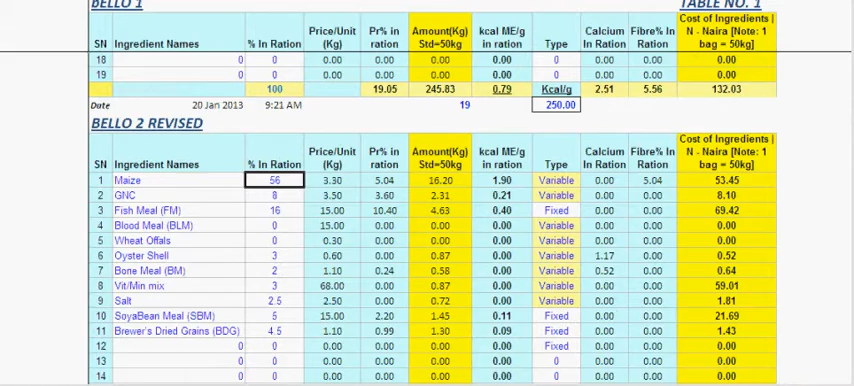 BELLO 1 TABLE NO. 1
SN Ingredient Names % In Ration Price/Unit (Kg) Pr% in ration Amount(Kg) Std=50kg kcal ME/g in ration Type Calcium In Ration Fibre% In Ration Cost of Ingredients | N - Naira [Note: 1 bag = 50kg]
18 0 0 0.00 0.00 0.00 0.00 0 0.00 0.00 0.00
19 0 0 0.00 0.00 0.00 0.00 0 0.00 0.00 0.00
100 19.05 245.83 0.79 Kcal/g 2.51 5.56 132.03
Date 20 Jan 2013 9:21 AM 19 250.00
BELLO 2 REVISED
SN Ingredient Names % In Ration Price/Unit (Kg) Pr% in ration Amount(Kg) Std=50kg kcal ME/g in ration Type Calcium In Ration Fibre% In Ration Cost of Ingredients | N - Naira [Note: 1 bag = 50kg]
1 Maize 56 3.30 5.04 16.20 1.90 Variable 0.00 5.04 53.45
2 GNC 8 3.50 3.60 2.31 0.21 Variable 0.00 0.00 8.10
3 Fish Meal (FM) 16 15.00 10.40 4.63 0.40 Fixed 0.00 0.00 69.42
4 Blood Meal (BLM) 0 15.00 0.00 0.00 0.00 Variable 0.00 0.00 0.00
5 Wheat Offals 0 0.30 0.00 0.00 0.00 Variable 0.00 0.00 0.00
6 Oyster Shell 3 0.60 0.00 0.87 0.00 Variable 1.17 0.00 0.52
7 Bone Meal (BM) 2 1.10 0.24 0.58 0.00 Variable 0.52 0.00 0.64
8 Vit/Min mix 3 68.00 0.00 0.87 0.00 Variable 0.00 0.00 59.01
9 Salt 2.5 2.50 0.00 0.72 0.00 Variable 0.00 0.00 1.81
10 SoyaBean Meal (SBM) 5 15.00 2.20 1.45 0.11 Fixed 0.00 0.00 21.69
11 Brewer's Dried Grains (BDG) 4.5 1.10 0.99 1.30 0.09 Fixed 0.00 0.00 1.43
12 0 0 0.00 0.00 0.00 0.00 Fixed 0.00 0.00 0.00
13 0 0 0.00 0.00 0.00 0.00 0 0.00 0.00 0.00
14 0 0 0.00 0.00 0.00 0.00 0 0.00 0.00 0.00